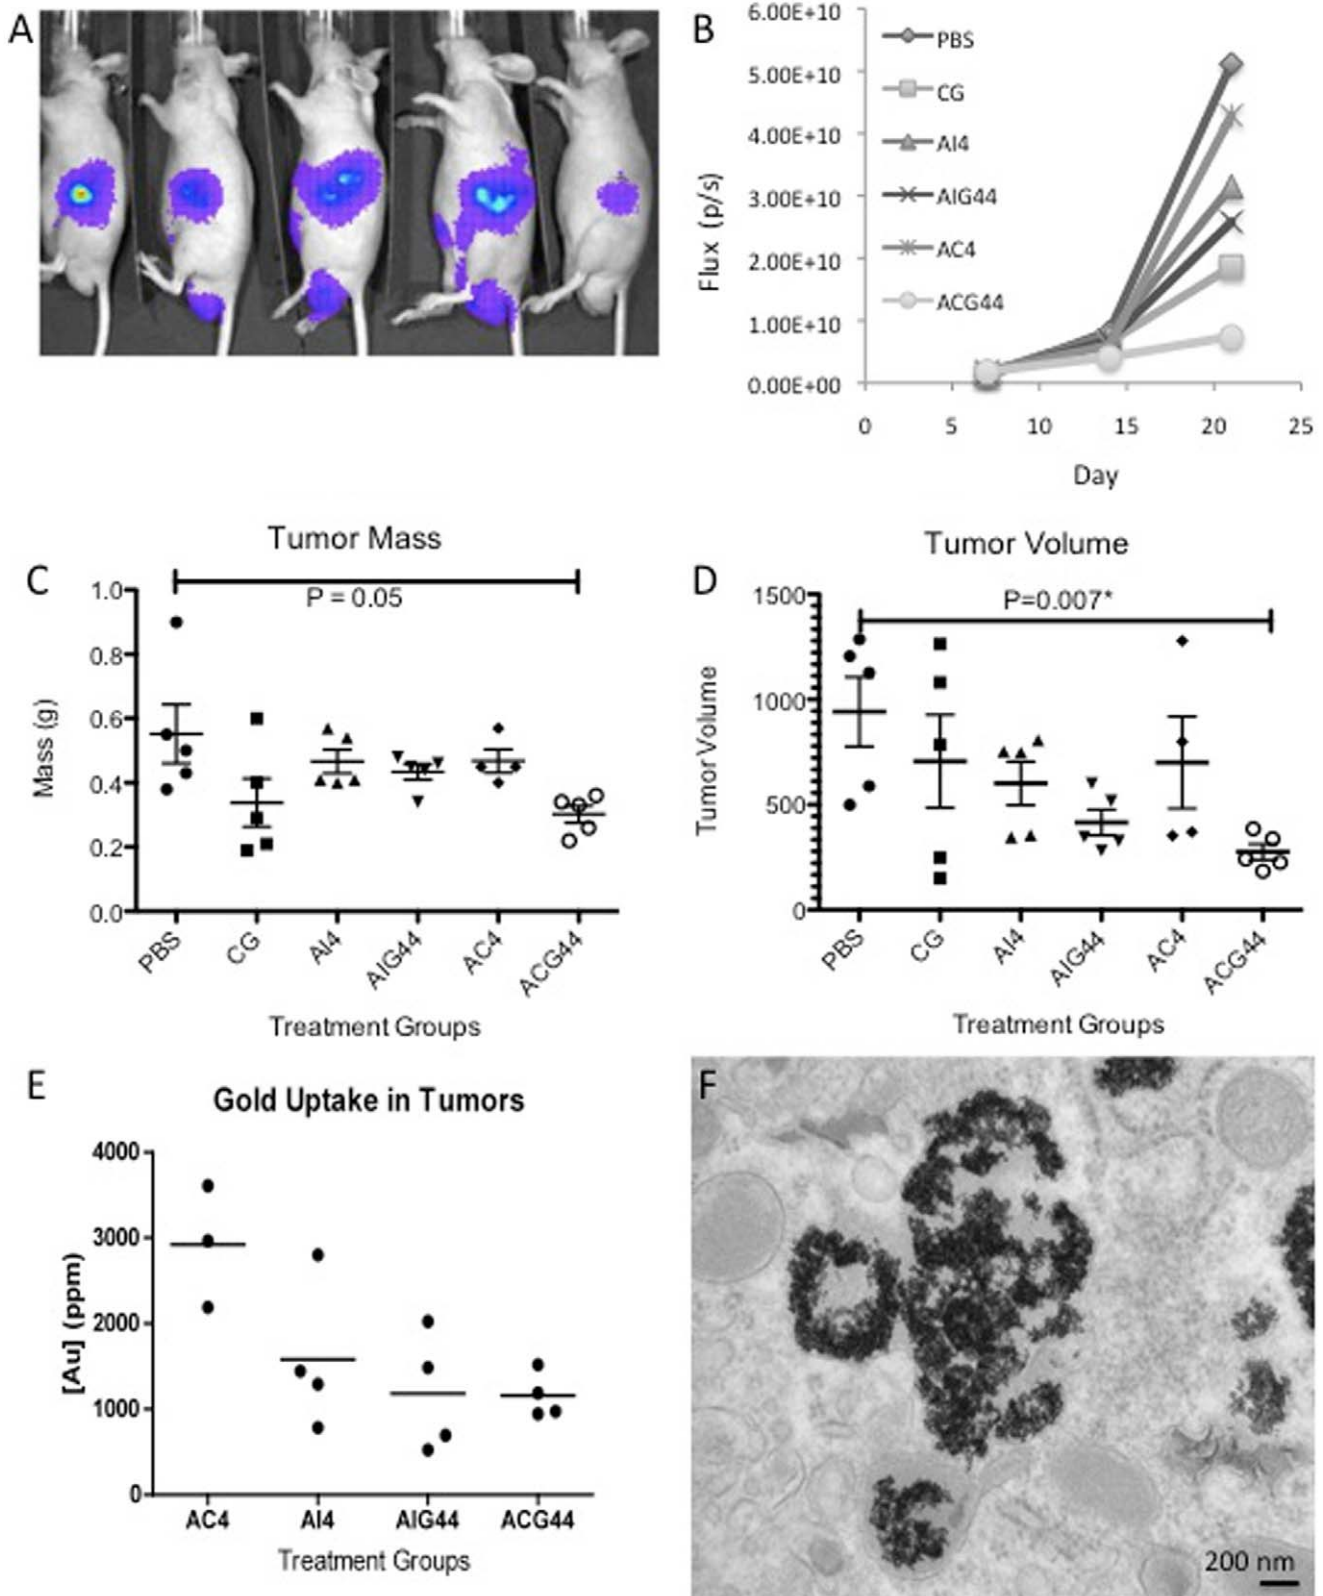 A
B
6.00E+10
5.00E+10
4.00E+10
3.00E+10
2.00E+10
1.00E+10
0.00E+00
Flux (p/s)
PBS
CG
AI4
AIG44
AC4
ACG44
0 5 10 15 20 25
Day
C
Tumor Mass
P = 0.05
1.0
0.8
0.6
0.4
0.2
0.0
Mass (g)
PBS CG AI4 AIG44 AC4 ACG44
Treatment Groups
D
Tumor Volume
P=0.007*
1500
1000
500
0
Tumor Volume
PBS CG AI4 AIG44 AC4 ACG44
Treatment Groups
E
Gold Uptake in Tumors
4000
3000
2000
1000
0
[Au] (ppm)
AC4 AI4 AIG44 ACG44
Treatment Groups
F
200 nm